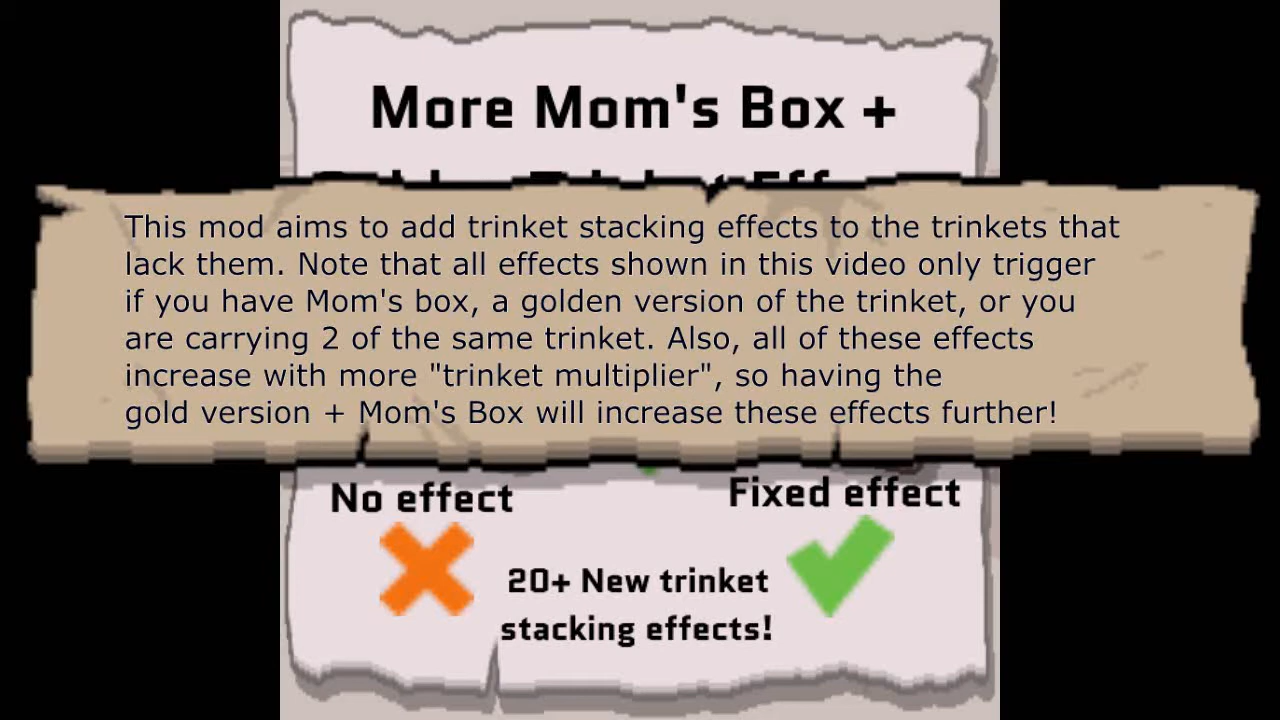 More Mom's Box +
This mod aims to add trinket stacking effects to the trinkets that
lack them. Note that all effects shown in this video only trigger
if you have Mom's box, a golden version of the trinket, or you
are carrying 2 of the same trinket. Also, all of these effects
increase with more "trinket multiplier", so having the
gold version + Mom's Box will increase these effects further!
No effect
Fixed effect
20+ New trinket
stacking effects!